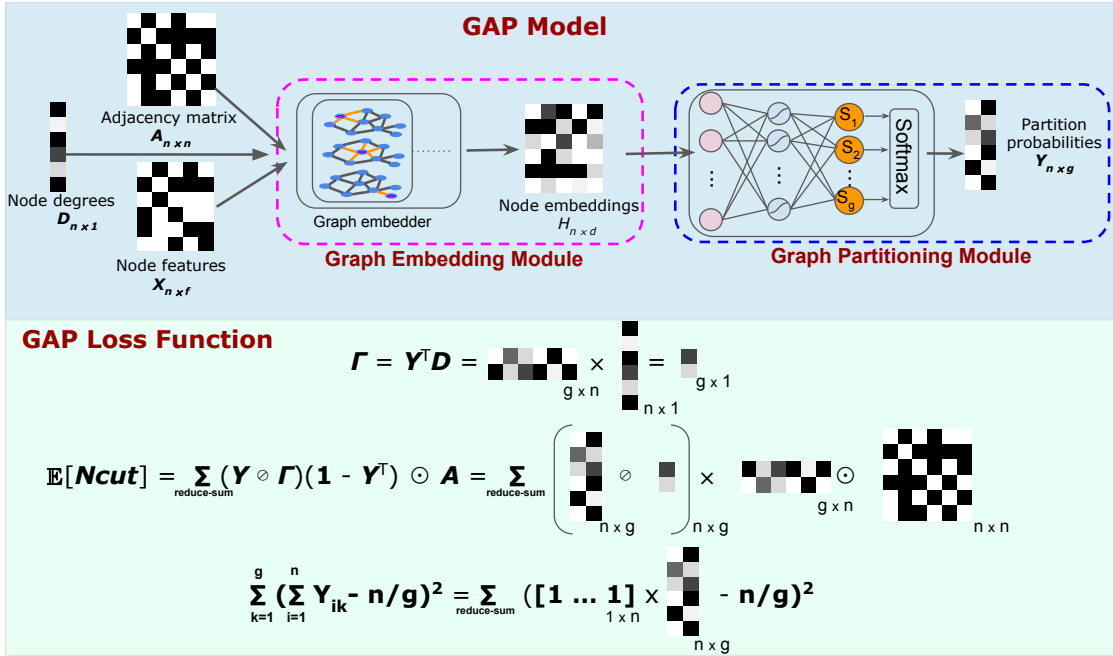 GAP Model
Adjacency matrix
A n x n
Node degrees
D n x 1
Node features
X n x f
Graph embedder
Node embeddings
H n x d
Graph Embedding Module
S1
S2
Sg
Softmax
Partition
probabilities
Y n x g
Graph Partitioning Module
GAP Loss Function
Γ = YᵀD = g x n × n x 1 = g x 1
𝔼[Ncut] = Σ reduce-sum (Y ⊘ Γ)(1 - Yᵀ) ⊙ A = Σ reduce-sum ( n x g ⊘ ) n x g × g x n ⊙ n x n
Σ k=1 g (Σ i=1 n Yik - n/g)² = Σ reduce-sum ([1 ... 1] 1 x n x n x g - n/g)²